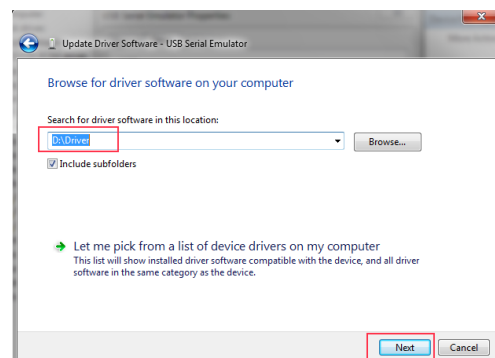 Update Driver Software - USB Serial Emulator
Browse for driver software on your computer
Search for driver software in this location:
D:\Driver
Browse...
Include subfolders
Let me pick from a list of device drivers on my computer
This list will show installed driver software compatible with the device, and all driver
software in the same category as the device.
Next
Cancel